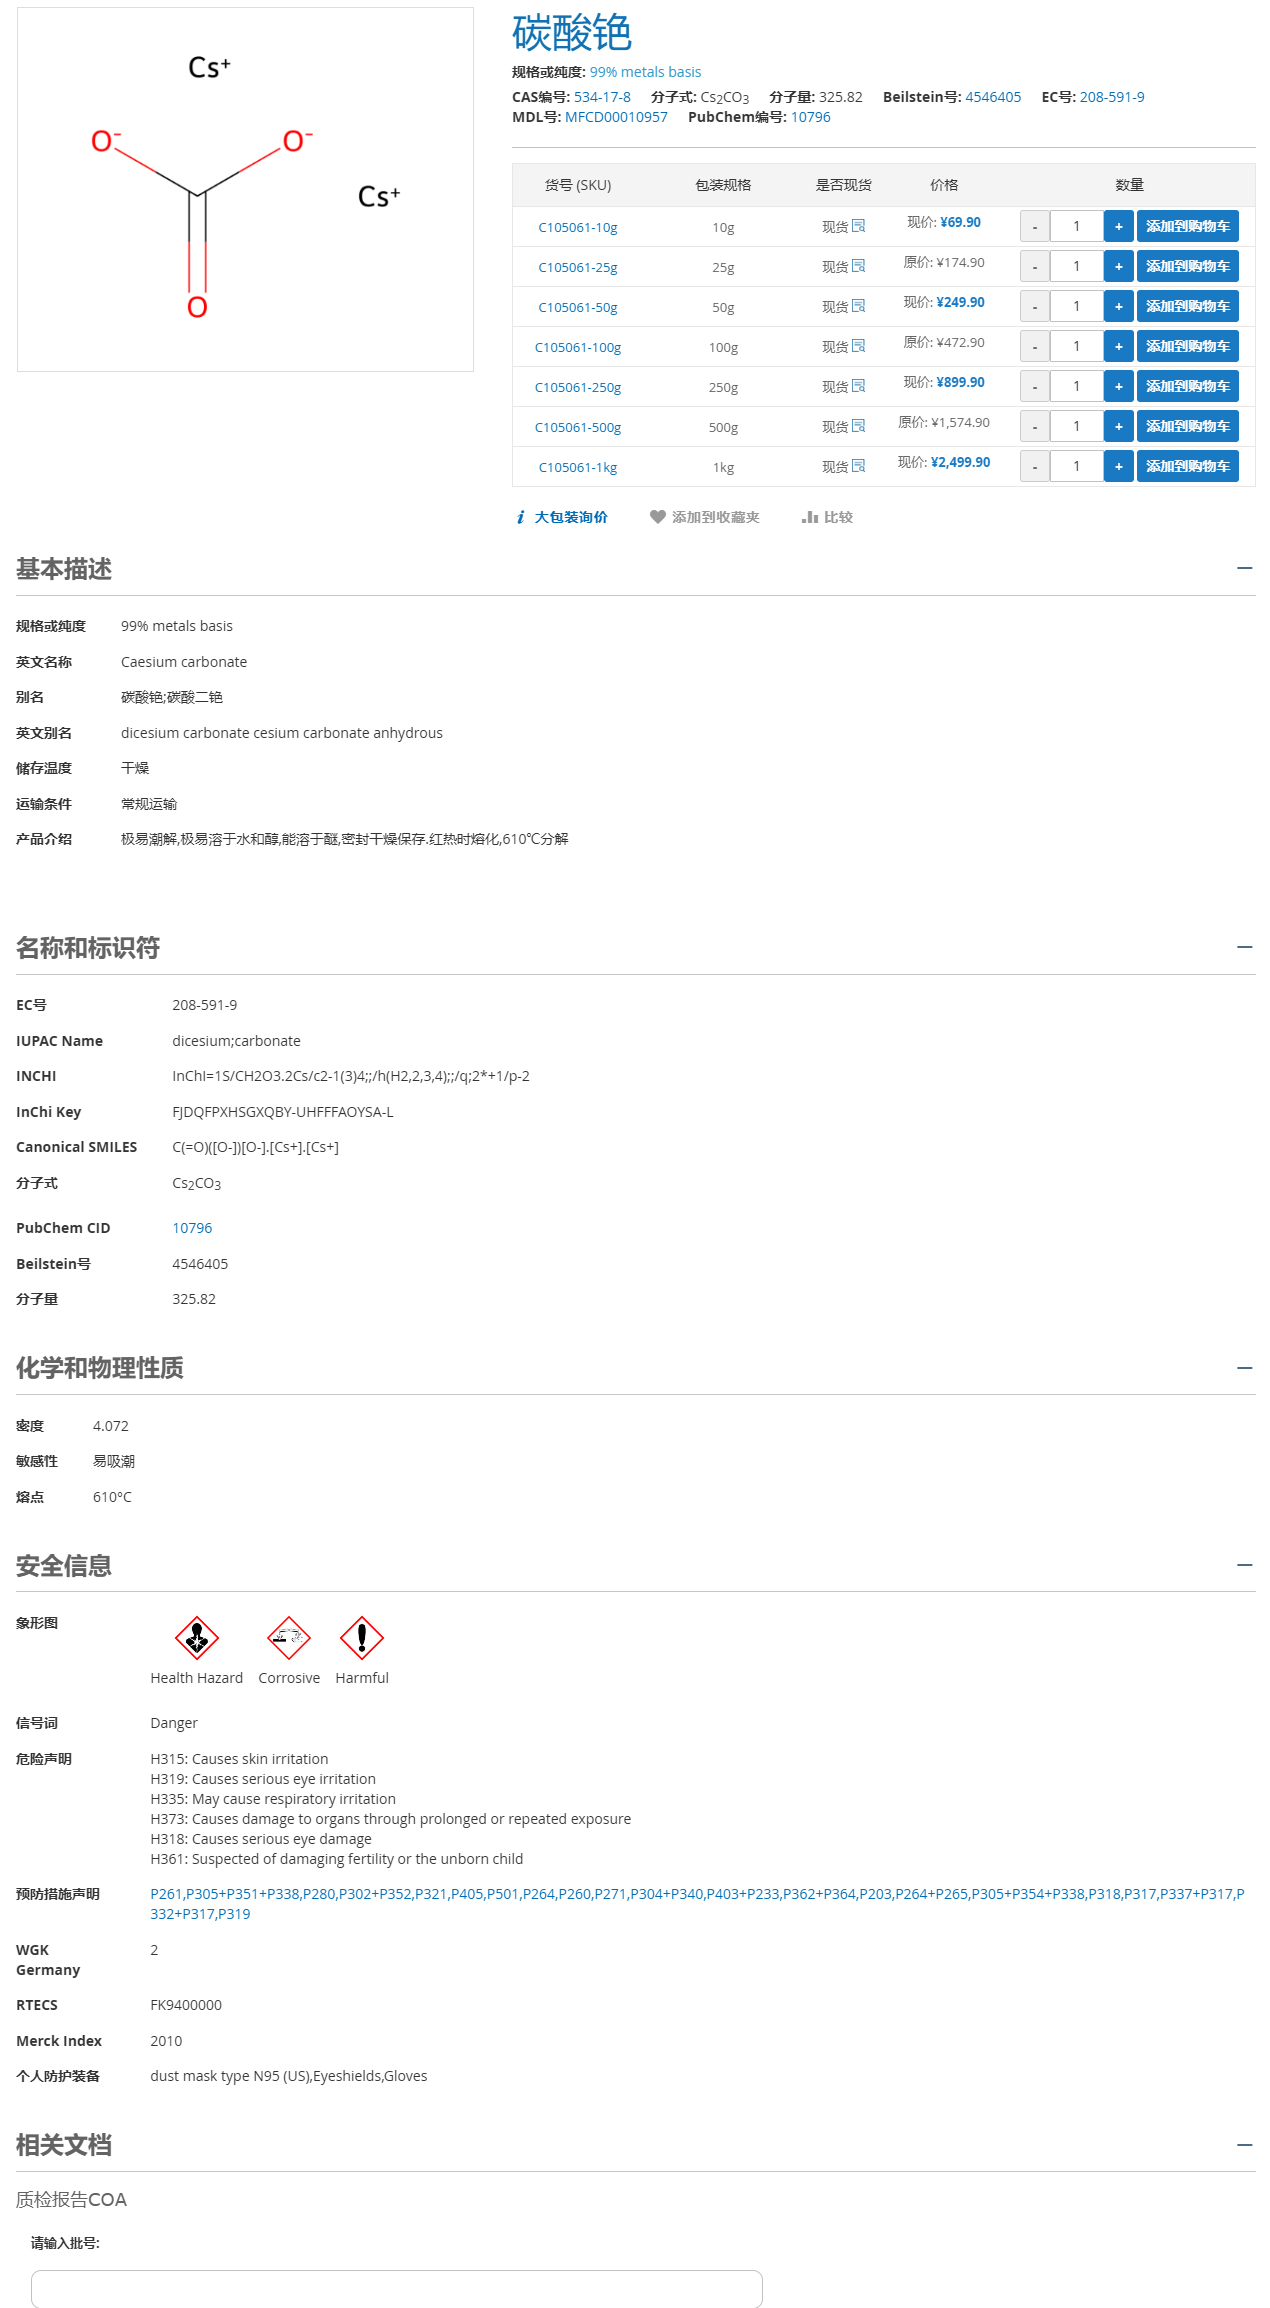 Cs⁺
O⁻
O⁻
Cs⁺
O
碳酸铯
规格或纯度: 99% metals basis
CAS编号: 534-17-8 分子式: Cs₂CO₃ 分子量: 325.82 Beilstein号: 4546405 EC号: 208-591-9
MDL号: MFCD00010957 PubChem编号: 10796
货号 (SKU) 包装规格 是否现货 价格 数量
C105061-10g 10g 现货 现价: ¥69.90 - 1 + 添加到购物车
C105061-25g 25g 现货 原价: ¥174.90 - 1 + 添加到购物车
C105061-50g 50g 现货 现价: ¥249.90 - 1 + 添加到购物车
C105061-100g 100g 现货 原价: ¥472.90 - 1 + 添加到购物车
C105061-250g 250g 现货 现价: ¥899.90 - 1 + 添加到购物车
C105061-500g 500g 现货 原价: ¥1,574.90 - 1 + 添加到购物车
C105061-1kg 1kg 现货 现价: ¥2,499.90 - 1 + 添加到购物车
i 大包装询价 添加到收藏夹 比较
基本描述
规格或纯度 99% metals basis
英文名称 Caesium carbonate
别名 碳酸铯;碳酸二铯
英文别名 dicesium carbonate cesium carbonate anhydrous
储存温度 干燥
运输条件 常规运输
产品介绍 极易潮解,极易溶于水和醇,能溶于醚,密封干燥保存.红热时熔化,610℃分解
名称和标识符
EC号 208-591-9
IUPAC Name dicesium;carbonate
INCHI InChI=1S/CH2O3.2Cs/c2-1(3)4;;/h(H2,2,3,4);;/q;2*+1/p-2
InChi Key FJDQFPXHSGXQBY-UHFFFAOYSA-L
Canonical SMILES C(=O)([O-])[O-].[Cs+].[Cs+]
分子式 Cs₂CO₃
PubChem CID 10796
Beilstein号 4546405
分子量 325.82
化学和物理性质
密度 4.072
敏感性 易吸潮
熔点 610°C
安全信息
象形图
Health Hazard Corrosive Harmful
信号词 Danger
危险声明 H315: Causes skin irritation
H319: Causes serious eye irritation
H335: May cause respiratory irritation
H373: Causes damage to organs through prolonged or repeated exposure
H318: Causes serious eye damage
H361: Suspected of damaging fertility or the unborn child
预防措施声明 P261,P305+P351+P338,P280,P302+P352,P321,P405,P501,P264,P260,P271,P304+P340,P403+P233,P362+P364,P203,P264+P265,P305+P354+P338,P318,P317,P337+P317,P
332+P317,P319
WGK 2
Germany
RTECS FK9400000
Merck Index 2010
个人防护装备 dust mask type N95 (US),Eyeshields,Gloves
相关文档
质检报告COA
请输入批号: